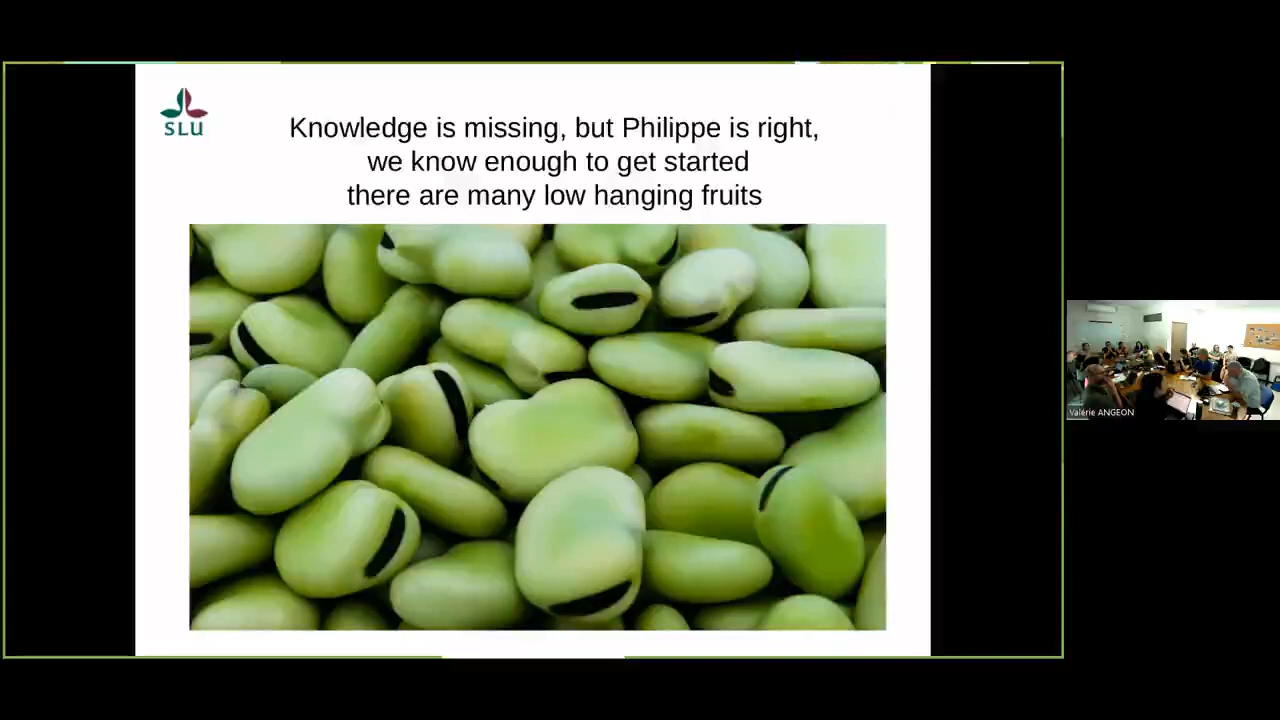 SLU
Knowledge is missing, but Philippe is right,
we know enough to get started
there are many low hanging fruits
Valérie ANGEON